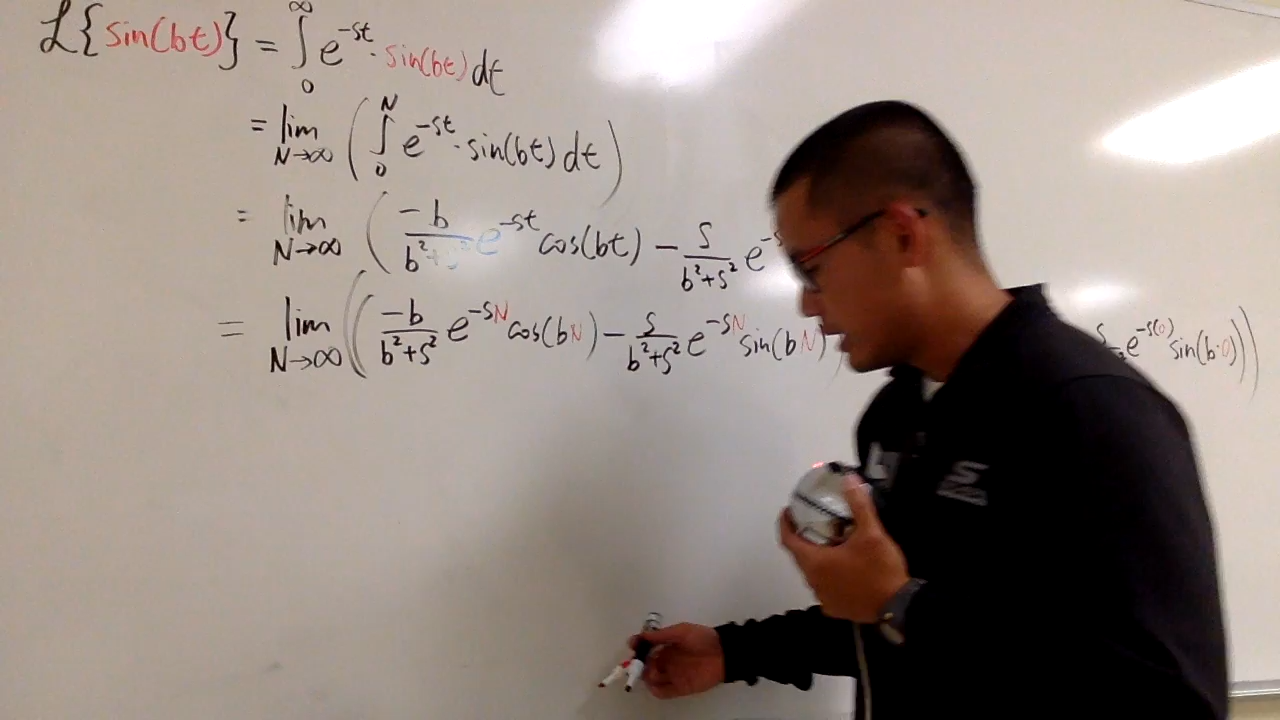 ℒ{sin(bt)} = ∫₀^∞ e^{-st}·sin(bt) dt
= lim_{N→∞} ( ∫₀^N e^{-st}·sin(bt) dt )
= lim_{N→∞} ( -b/(b²+s²) e^{-st} cos(bt) - s/(b²+s²) e^{-s
= lim_{N→∞} (( -b/(b²+s²) e^{-sN} cos(bN) - s/(b²+s²) e^{-sN} sin(bN) e^{-s(0)} sin(b·0) ))